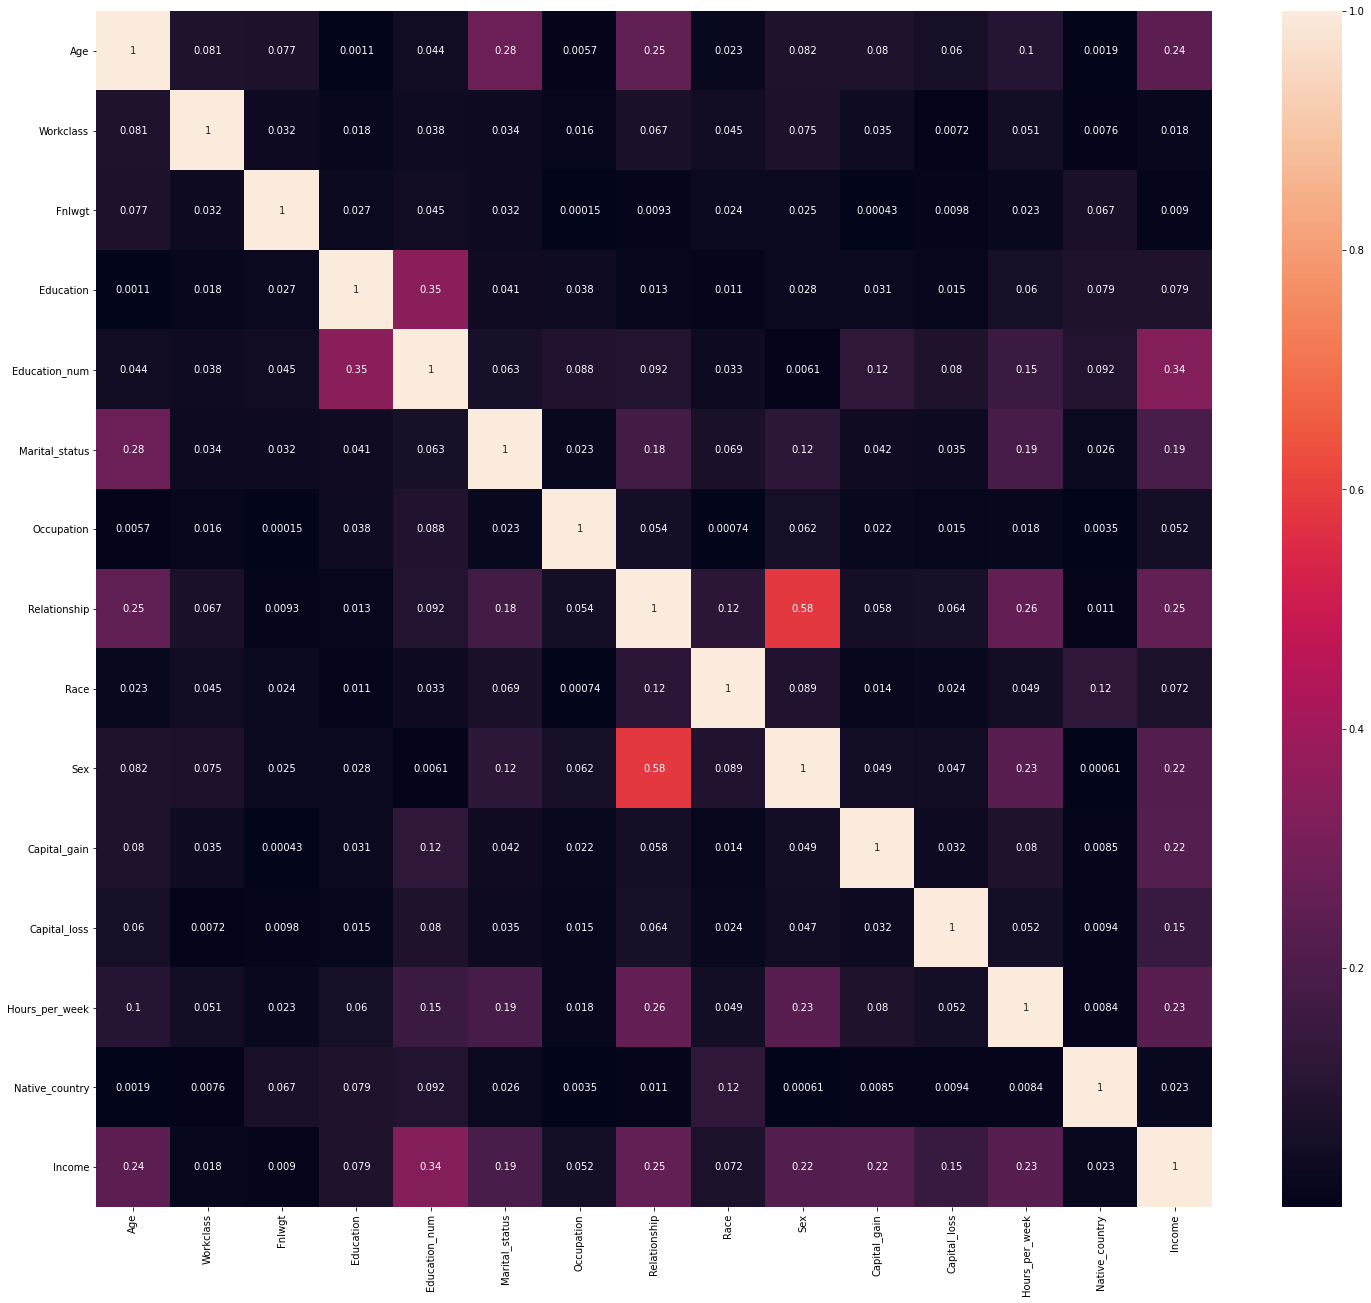 Age 1 0.081 0.077 0.0011 0.044 0.28 0.0057 0.25 0.023 0.082 0.08 0.06 0.1 0.0019 0.24
Workclass 0.081 1 0.032 0.018 0.038 0.034 0.016 0.067 0.045 0.075 0.035 0.0072 0.051 0.0076 0.018
Fnlwgt 0.077 0.032 1 0.027 0.045 0.032 0.00015 0.0093 0.024 0.025 0.00043 0.0098 0.023 0.067 0.009
Education 0.0011 0.018 0.027 1 0.35 0.041 0.038 0.013 0.011 0.028 0.031 0.015 0.06 0.079 0.079
Education_num 0.044 0.038 0.045 0.35 1 0.063 0.088 0.092 0.033 0.0061 0.12 0.08 0.15 0.092 0.34
Marital_status 0.28 0.034 0.032 0.041 0.063 1 0.023 0.18 0.069 0.12 0.042 0.035 0.19 0.026 0.19
Occupation 0.0057 0.016 0.00015 0.038 0.088 0.023 1 0.054 0.00074 0.062 0.022 0.015 0.018 0.0035 0.052
Relationship 0.25 0.067 0.0093 0.013 0.092 0.18 0.054 1 0.12 0.58 0.058 0.064 0.26 0.011 0.25
Race 0.023 0.045 0.024 0.011 0.033 0.069 0.00074 0.12 1 0.089 0.014 0.024 0.049 0.12 0.072
Sex 0.082 0.075 0.025 0.028 0.0061 0.12 0.062 0.58 0.089 1 0.049 0.047 0.23 0.00061 0.22
Capital_gain 0.08 0.035 0.00043 0.031 0.12 0.042 0.022 0.058 0.014 0.049 1 0.032 0.08 0.0085 0.22
Capital_loss 0.06 0.0072 0.0098 0.015 0.08 0.035 0.015 0.064 0.024 0.047 0.032 1 0.052 0.0094 0.15
Hours_per_week 0.1 0.051 0.023 0.06 0.15 0.19 0.018 0.26 0.049 0.23 0.08 0.052 1 0.0084 0.23
Native_country 0.0019 0.0076 0.067 0.079 0.092 0.026 0.0035 0.011 0.12 0.00061 0.0085 0.0094 0.0084 1 0.023
Income 0.24 0.018 0.009 0.079 0.34 0.19 0.052 0.25 0.072 0.22 0.22 0.15 0.23 0.023 1
Age Workclass Fnlwgt Education Education_num Marital_status Occupation Relationship Race Sex Capital_gain Capital_loss Hours_per_week Native_country Income
1.0
0.8
0.6
0.4
0.2